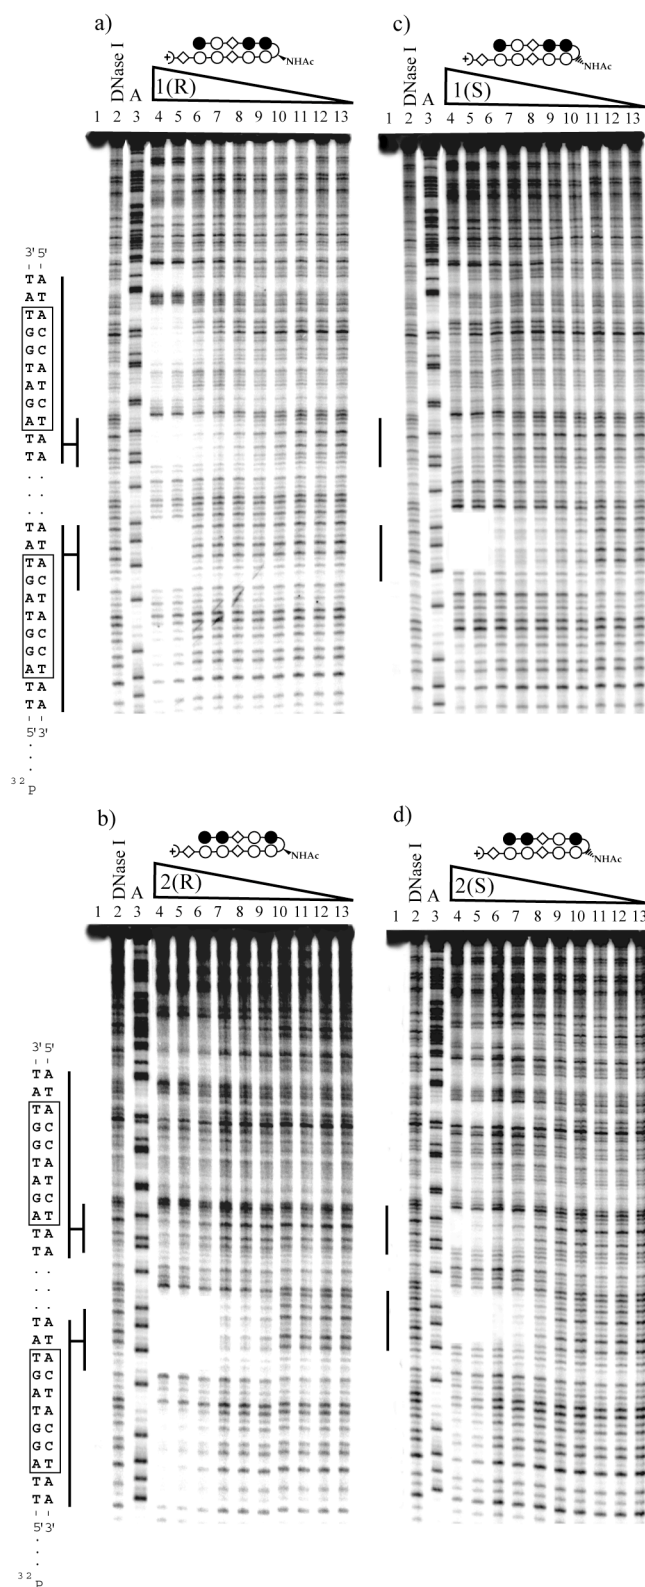 a)
NHAc
DNase I
A
1(R)
1 2 3 4 5 6 7 8 9 10 11 12 13
c)
NHAc
DNase I
A
1(S)
1 2 3 4 5 6 7 8 9 10 11 12 13
3' 5'
T A
A T
T A
G C
G C
T A
A T
G C
A T
T A
T A
. .
. .
. .
T A
A T
T A
G C
A T
T A
G C
G C
A T
T A
T A
5' 3'
.
.
.
32 P
b)
NHAc
DNase I
A
2(R)
1 2 3 4 5 6 7 8 9 10 11 12 13
d)
NHAc
DNase I
A
2(S)
1 2 3 4 5 6 7 8 9 10 11 12 13
3' 5'
T A
A T
T A
G C
G C
T A
A T
G C
A T
T A
T A
. .
. .
. .
T A
A T
T A
G C
A T
T A
G C
G C
A T
T A
T A
5' 3'
.
.
.
32 P